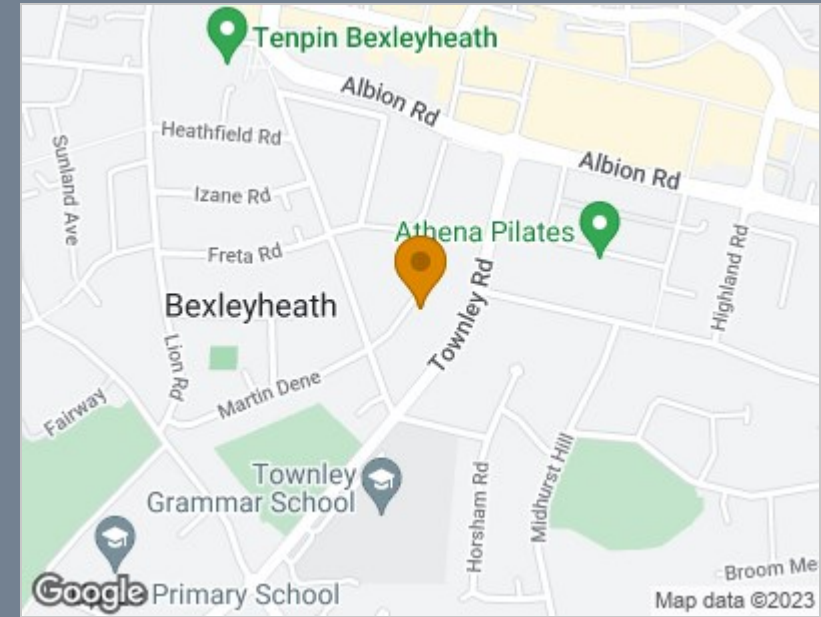 Tenpin Bexleyheath
Albion Rd
Heathfield Rd
Sunland Ave
Albion Rd
Izane Rd
Athena Pilates
Freta Rd
Highland Rd
Bexleyheath
Townley Rd
Lion Rd
Martin Dene
Fairway
Townley
Grammar School
Horsham Rd
Midhurst Hill
Broom Me
Google
Primary School
Map data ©2023